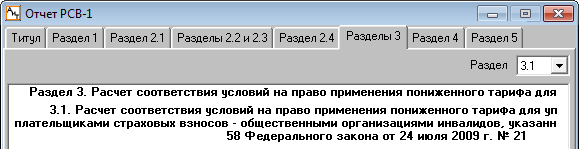 Отчет РСВ-1
Титул Раздел 1 Раздел 2.1 Разделы 2.2 и 2.3 Раздел 2.4 Разделы 3 Раздел 4 Раздел 5
Раздел 3.1
Раздел 3. Расчет соответствия условий на право применения пониженного тарифа для
3.1. Расчет соответствия условий на право применения пониженного тарифа для уп
плательщиками страховых взносов - общественными организациями инвалидов, указанн
58 Федерального закона от 24 июля 2009 г. № 21